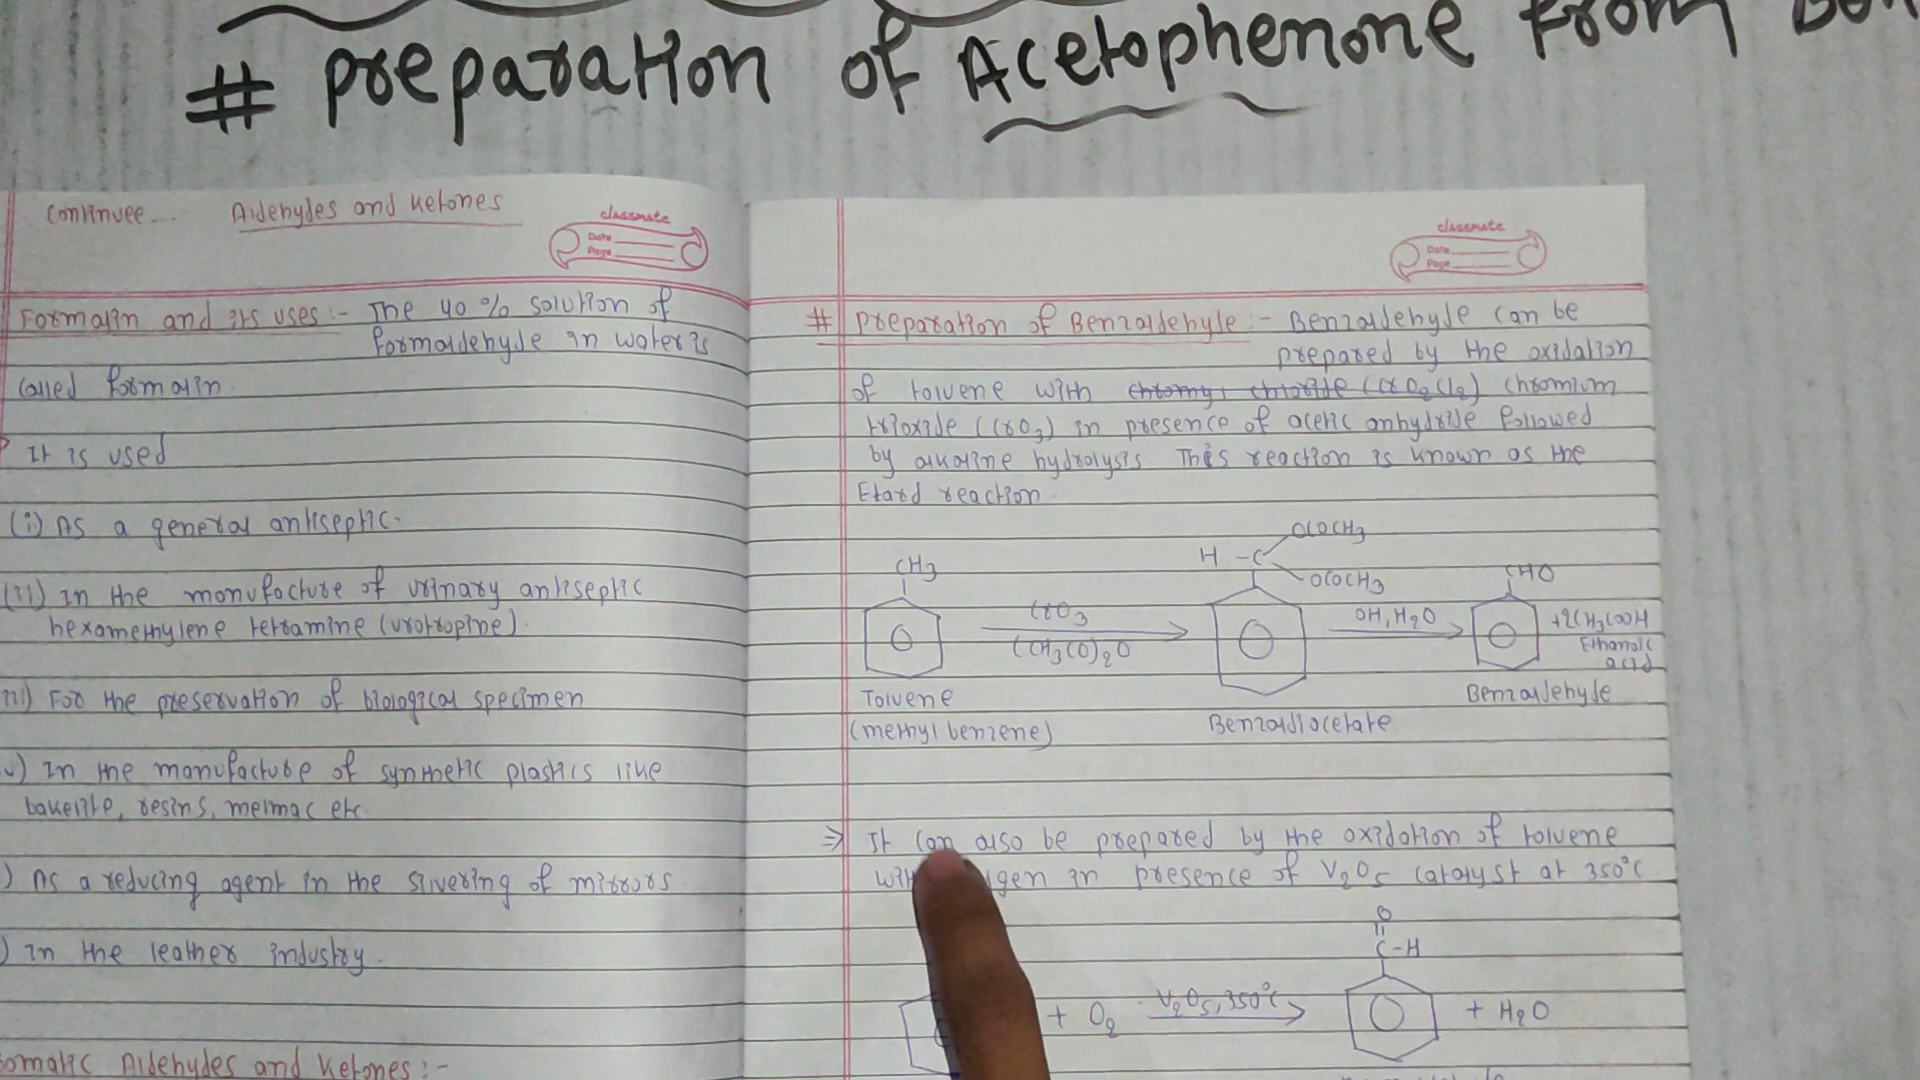 # Preparation of Acetophenone From
Continuee... Aldehydes and Ketones
classmate
Date
Page
Formalin and its uses :- The 40% solution of
formaldehyde in water is
called formalin.
It is used
(i) As a general antiseptic.
(ii) In the manufacture of urinary antiseptic
hexamethylene tetramine (urotropine).
iii) For the preservation of biological specimen
v) In the manufacture of synthetic plastics like
bakelite, resins, melmac etc.
) As a reducing agent in the silvering of mirrors
) In the leather industry.
omatic Aldehydes and Ketones :-
classmate
Date
Page
# Preparation of Benzaldehyde :- Benzaldehyde can be
prepared by the oxidation
of toluene with chromyl chloride (CrO2Cl2) chromium
trioxide (CrO3) in presence of acetic anhydride followed
by alkaline hydrolysis. This reaction is known as the
Etard reaction.
OCOCH3
H - C
CH3
OCOCH3
CHO
CrO3
OH, H2O
+2CH3COOH
(CH3CO)2O
Ethanoic
acid
Toluene
Benzaldehyde
(methyl benzene)
Benzaldiacetate
⇒ It can also be prepared by the oxidation of toluene
gen in presence of V2O5 catalyst at 350°C
O
C-H
+ O2
V2O5, 350°C
+ H2O